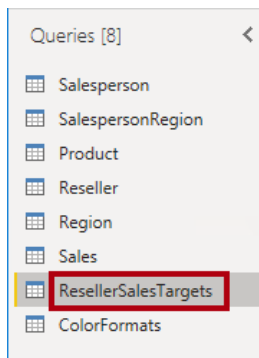 Queries [8]
Salesperson
SalespersonRegion
Product
Reseller
Region
Sales
ResellerSalesTargets
ColorFormats